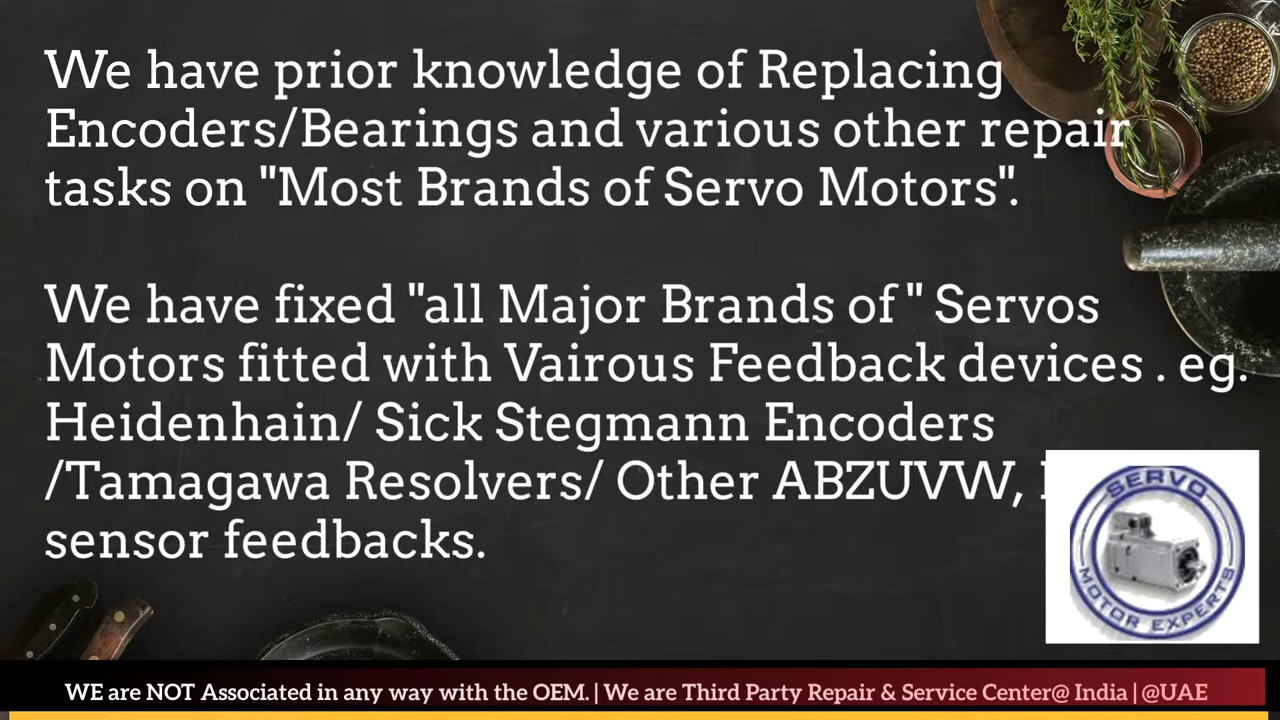 We have prior knowledge of Replacing
Encoders/Bearings and various other repair
tasks on "Most Brands of Servo Motors".
We have fixed "all Major Brands of " Servos
Motors fitted with Vairous Feedback devices . eg.
Heidenhain/ Sick Stegmann Encoders
/Tamagawa Resolvers/ Other ABZUVW,
sensor feedbacks.
SERVO
MOTOR EXPERTS
WE are NOT Associated in any way with the OEM. | We are Third Party Repair & Service Center@ India | @UAE